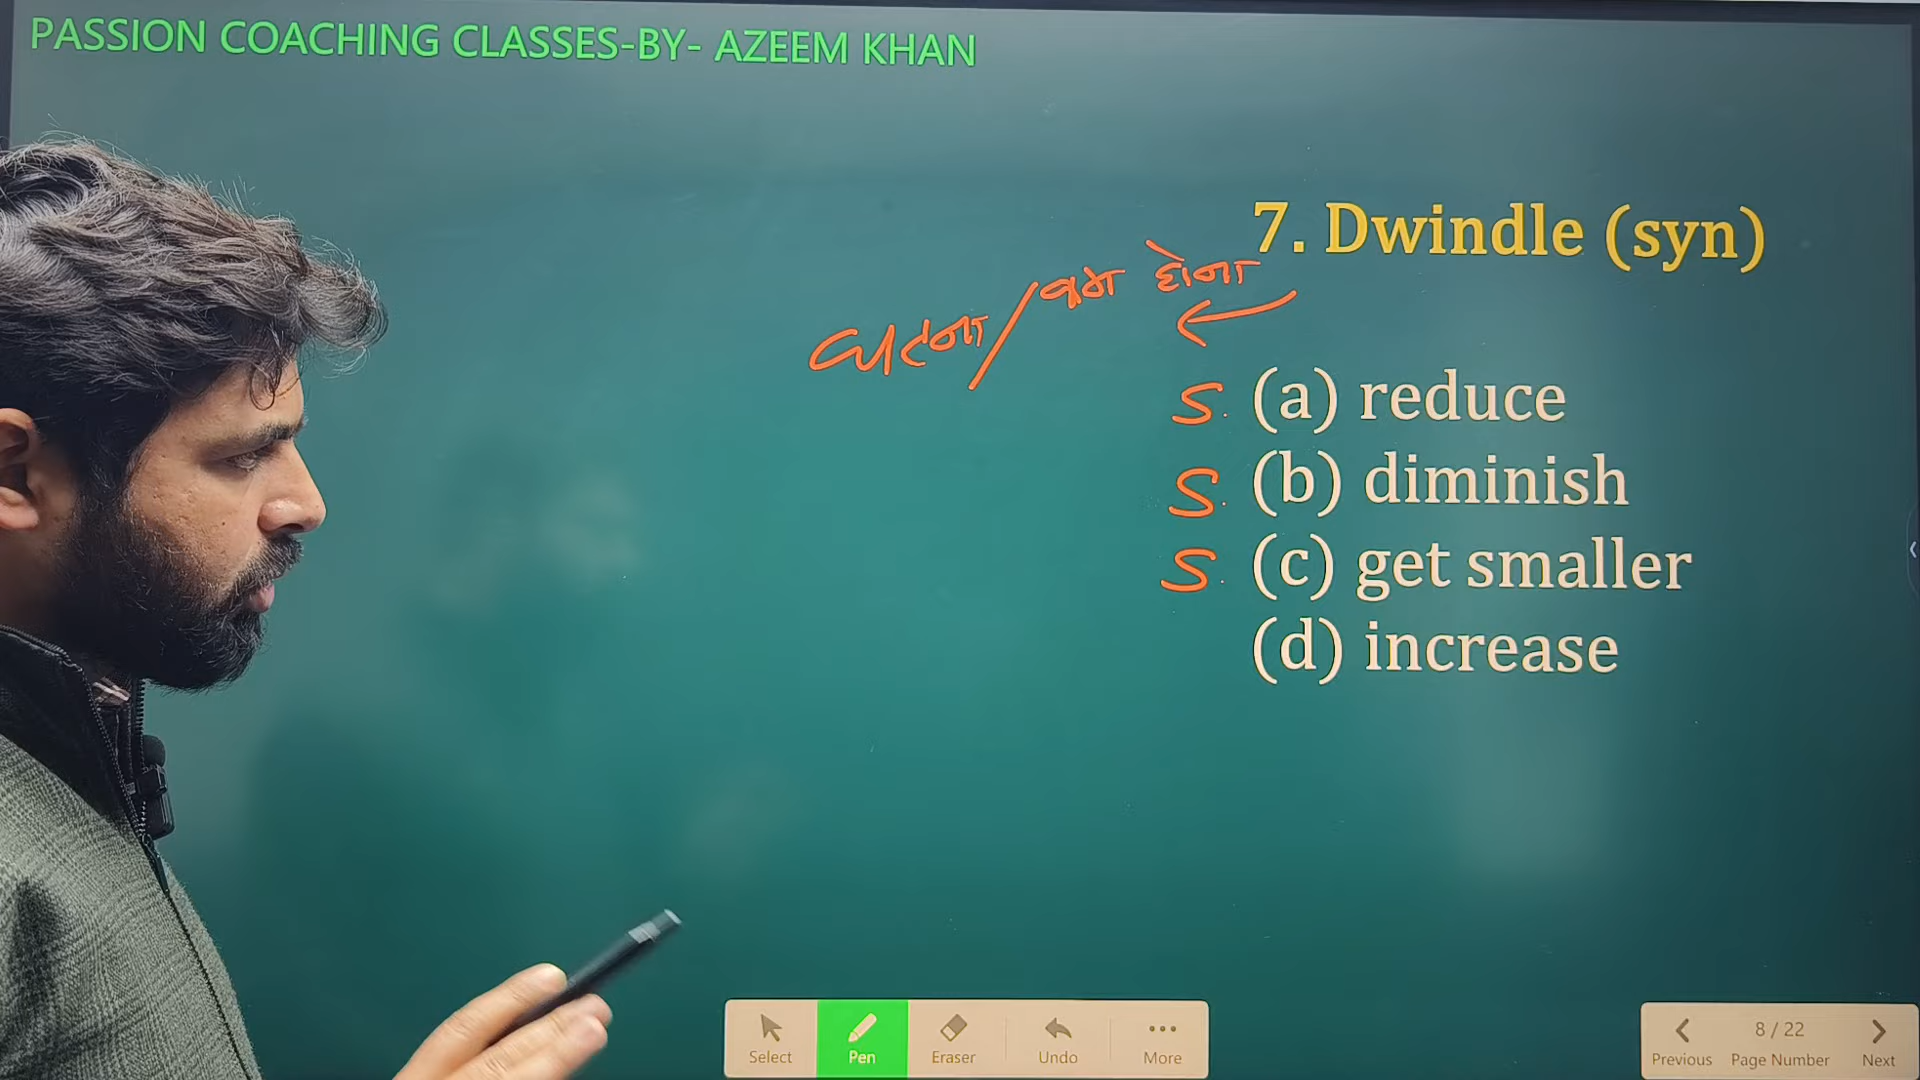 PASSION COACHING CLASSES-BY- AZEEM KHAN
7. Dwindle (syn)
घटना/कम होना
S. (a) reduce
S. (b) diminish
S. (c) get smaller
(d) increase
Select Pen Eraser Undo More
8 / 22
Previous Page Number Next